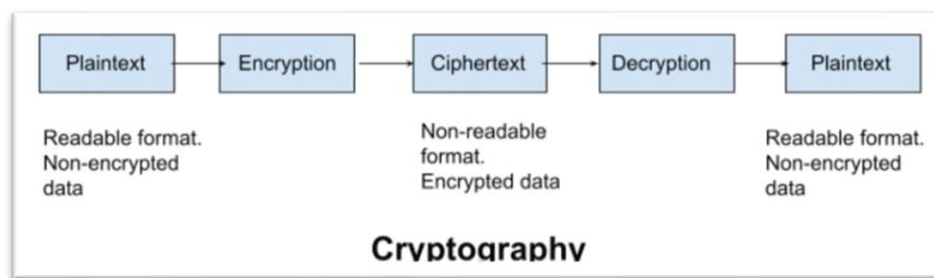 Plaintext
Encryption
Ciphertext
Decryption
Plaintext
Readable format.
Non-encrypted
data
Non-readable
format.
Encrypted data
Readable format.
Non-encrypted
data
Cryptography